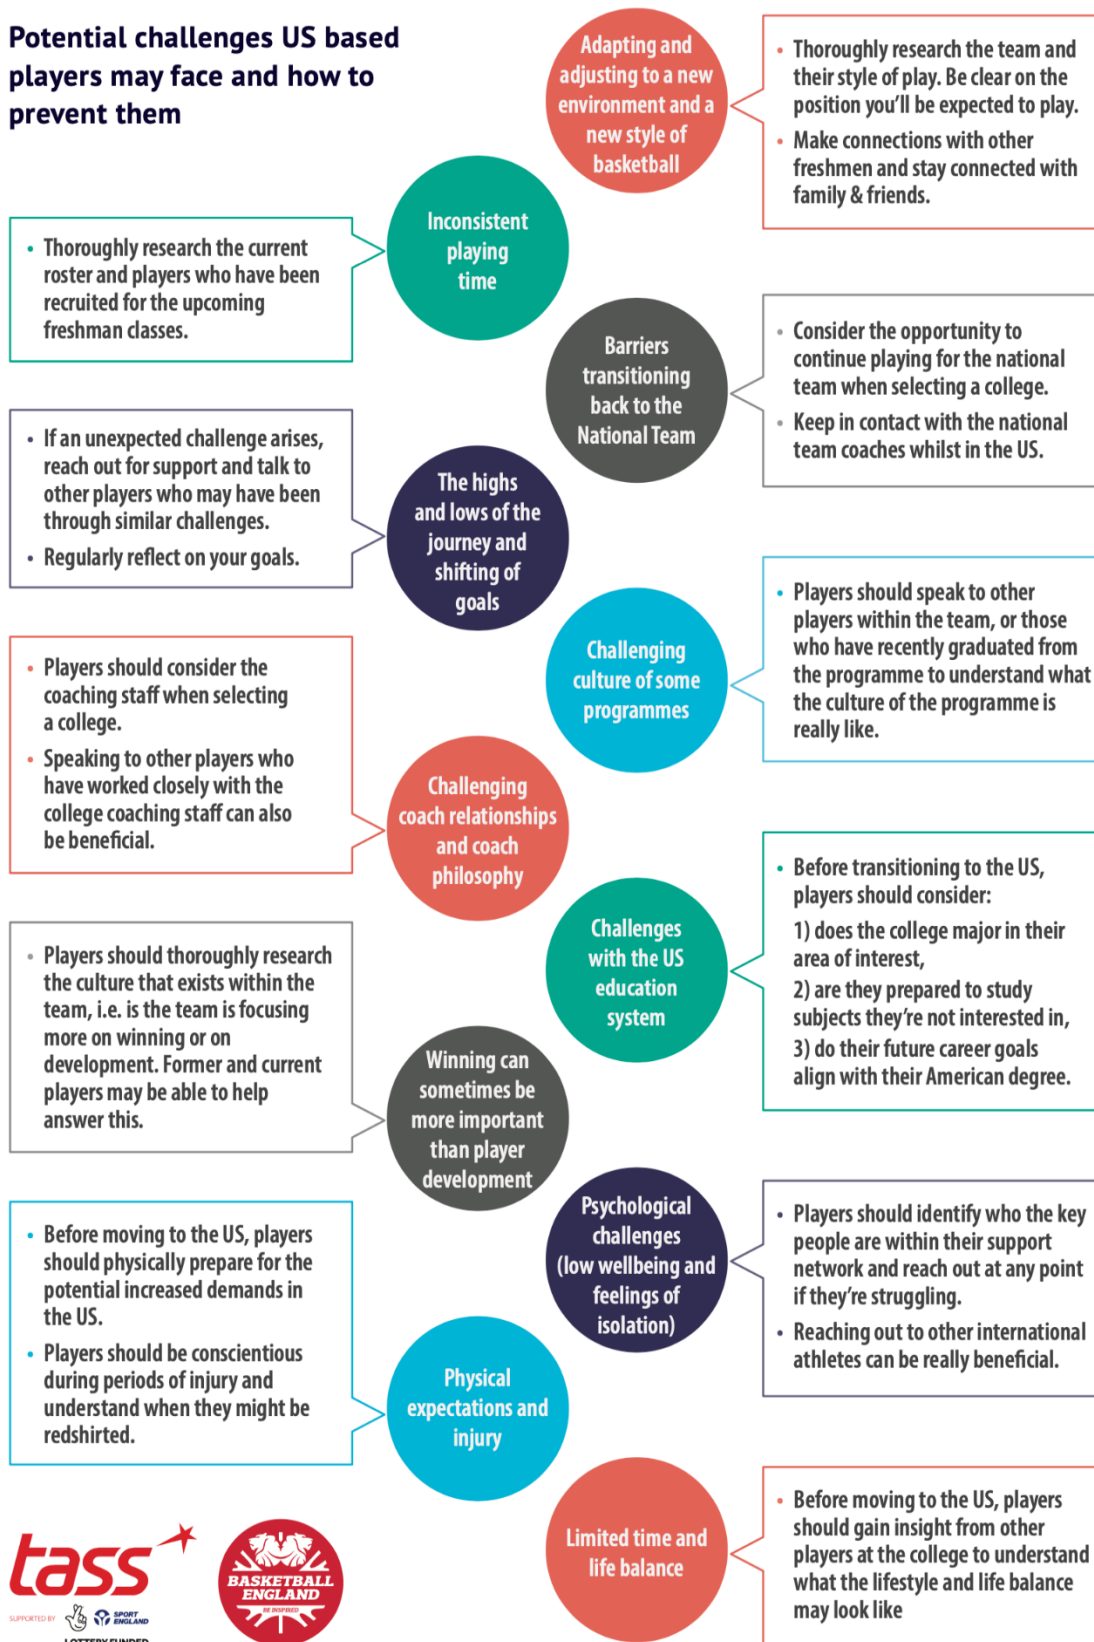 Potential challenges US based
players may face and how to
prevent them
Adapting and
adjusting to a new
environment and a
new style of
basketball
• Thoroughly research the team and
their style of play. Be clear on the
position you'll be expected to play.
• Make connections with other
freshmen and stay connected with
family & friends.
Inconsistent
playing
time
• Thoroughly research the current
roster and players who have been
recruited for the upcoming
freshman classes.
Barriers
transitioning
back to the
National Team
• Consider the opportunity to
continue playing for the national
team when selecting a college.
• Keep in contact with the national
team coaches whilst in the US.
The highs
and lows of the
journey and
shifting of
goals
• If an unexpected challenge arises,
reach out for support and talk to
other players who may have been
through similar challenges.
• Regularly reflect on your goals.
Challenging
culture of some
programmes
• Players should speak to other
players within the team, or those
who have recently graduated from
the programme to understand what
the culture of the programme is
really like.
Challenging
coach relationships
and coach
philosophy
• Players should consider the
coaching staff when selecting
a college.
• Speaking to other players who
have worked closely with the
college coaching staff can also
be beneficial.
Challenges
with the US
education
system
• Before transitioning to the US,
players should consider:
1) does the college major in their
area of interest,
2) are they prepared to study
subjects they're not interested in,
3) do their future career goals
align with their American degree.
Winning can
sometimes be
more important
than player
development
• Players should thoroughly research
the culture that exists within the
team, i.e. is the team is focusing
more on winning or on
development. Former and current
players may be able to help
answer this.
Psychological
challenges
(low wellbeing and
feelings of
isolation)
• Players should identify who the key
people are within their support
network and reach out at any point
if they're struggling.
• Reaching out to other international
athletes can be really beneficial.
Physical
expectations and
injury
• Before moving to the US, players
should physically prepare for the
potential increased demands in
the US.
• Players should be conscientious
during periods of injury and
understand when they might be
redshirted.
Limited time and
life balance
• Before moving to the US, players
should gain insight from other
players at the college to understand
what the lifestyle and life balance
may look like
tass
SUPPORTED BY
SPORT
ENGLAND
LOTTERY FUNDED
BASKETBALL
ENGLAND
BE INSPIRED